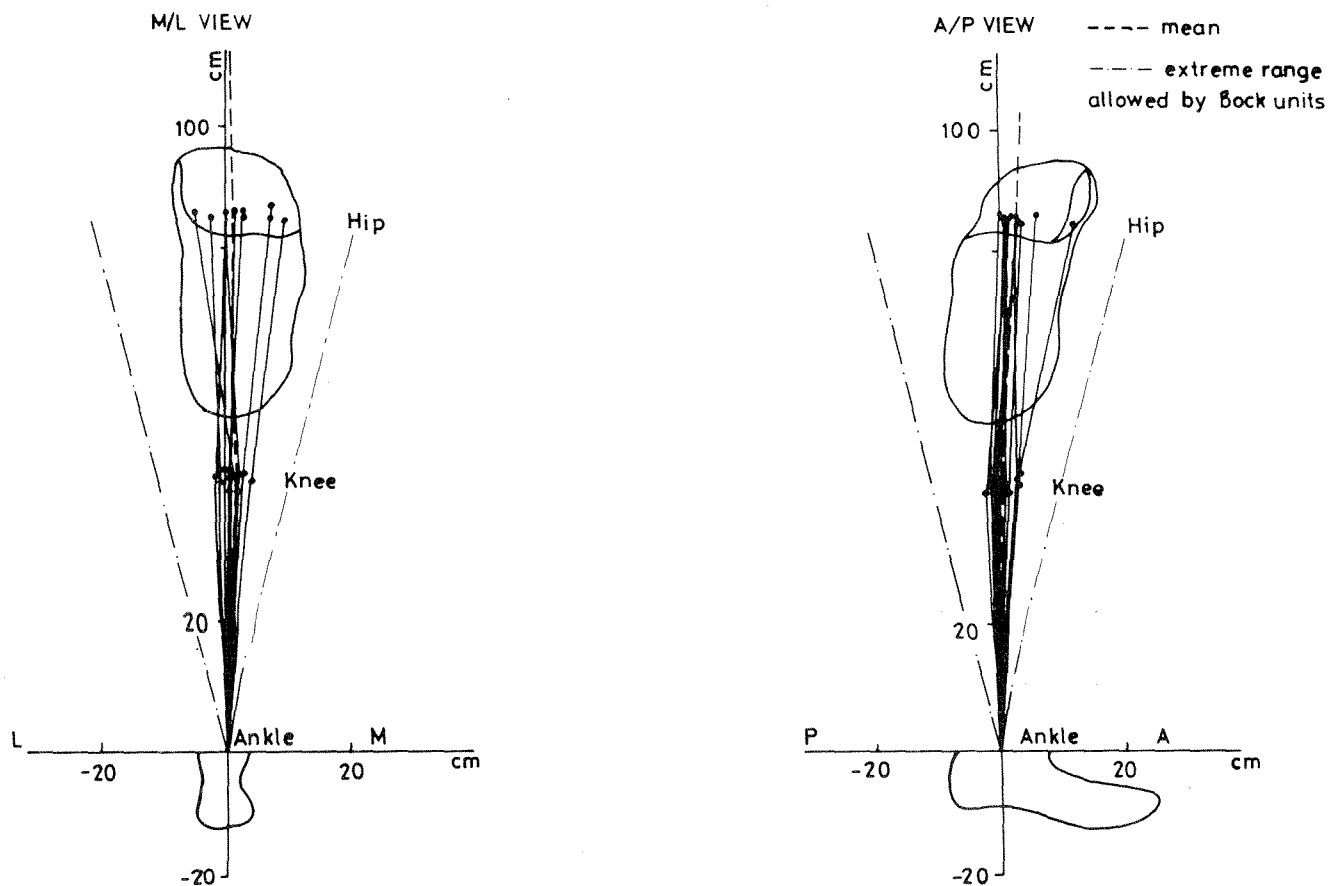 M/L VIEW
cm
100
Hip
Knee
20
L
Ankle
M
-20
20
cm
-20
A/P VIEW
---- mean
cm
-·-·- extreme range
allowed by Bock units
100
Hip
Knee
20
P
Ankle
A
-20
20
cm
-20